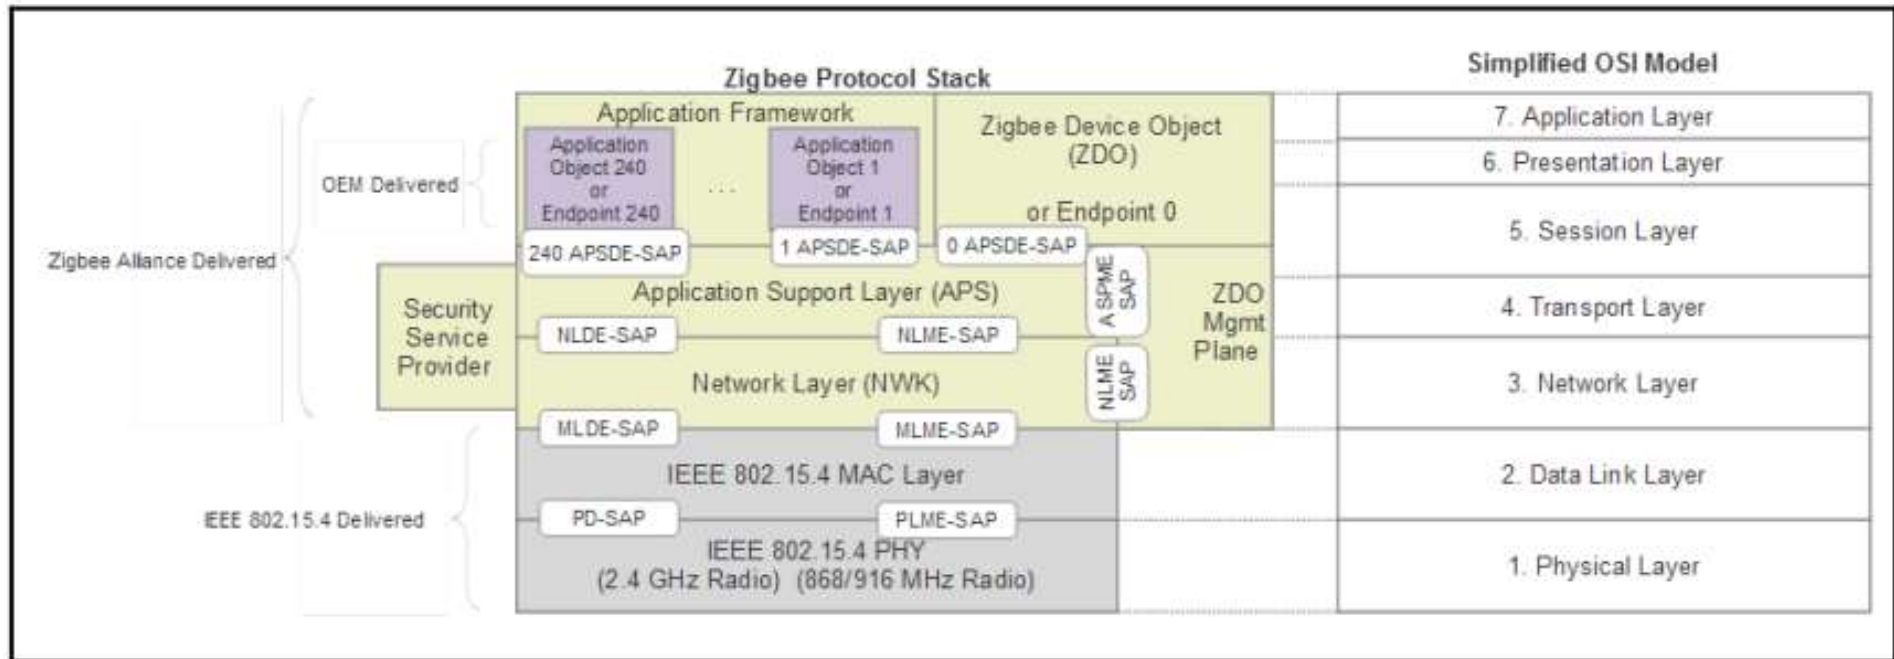 Zigbee Protocol Stack
Simplified OSI Model
Application Framework
Application
Object 240
or
Endpoint 240
. . .
Application
Object 1
or
Endpoint 1
Zigbee Device Object
(ZDO)
or Endpoint 0
7. Application Layer
6. Presentation Layer
5. Session Layer
4. Transport Layer
3. Network Layer
2. Data Link Layer
1. Physical Layer
OEM Delivered
Zigbee Alliance Delivered
IEEE 802.15.4 Delivered
240 APSDE-SAP
1 APSDE-SAP
0 APSDE-SAP
Security
Service
Provider
Application Support Layer (APS)
ASPME
SAP
ZDO
Mgmt
Plane
NLDE-SAP
NLME-SAP
Network Layer (NWK)
NLME
SAP
MLDE-SAP
MLME-SAP
IEEE 802.15.4 MAC Layer
PD-SAP
PLME-SAP
IEEE 802.15.4 PHY
(2.4 GHz Radio) (868/916 MHz Radio)